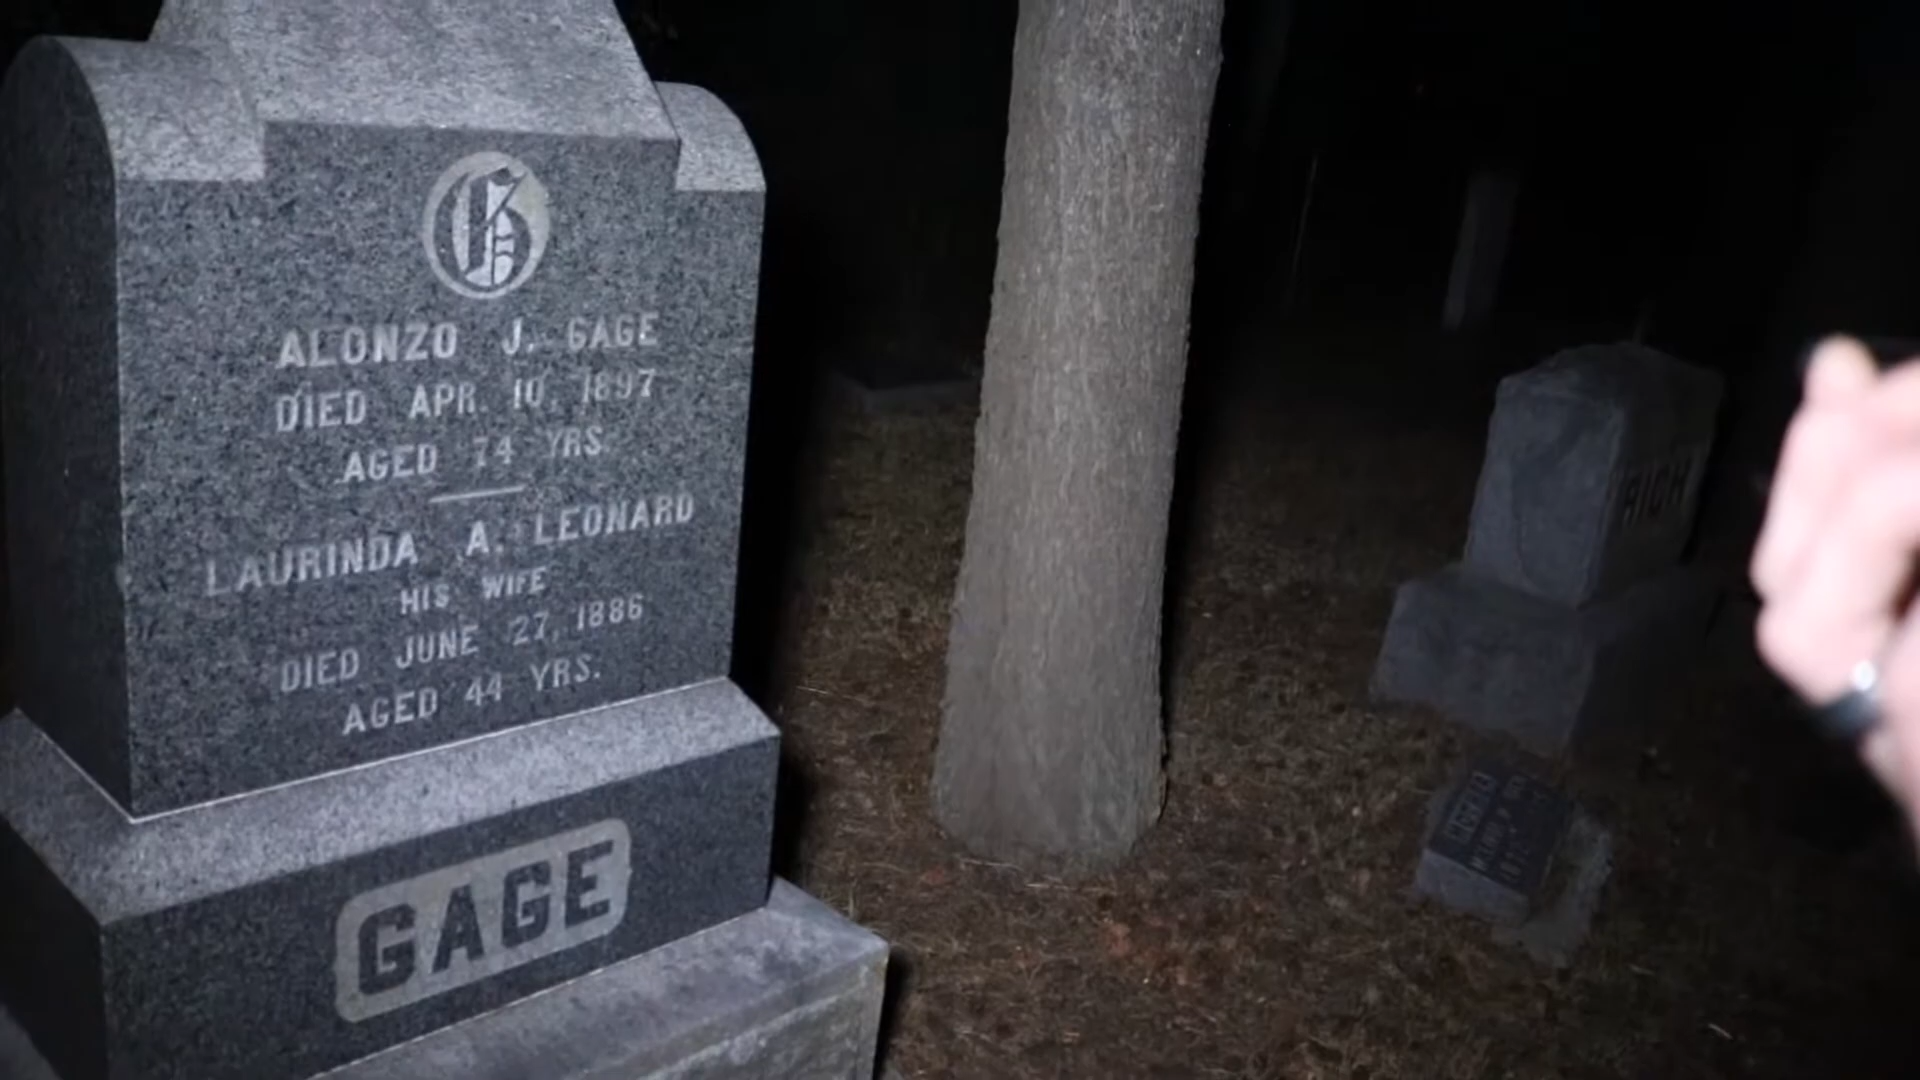 G
ALONZO J. GAGE
DIED APR. 10, 1897
AGED 74 YRS.
LAURINDA A. LEONARD
HIS WIFE
DIED JUNE 27, 1886
AGED 44 YRS.
GAGE
RICH